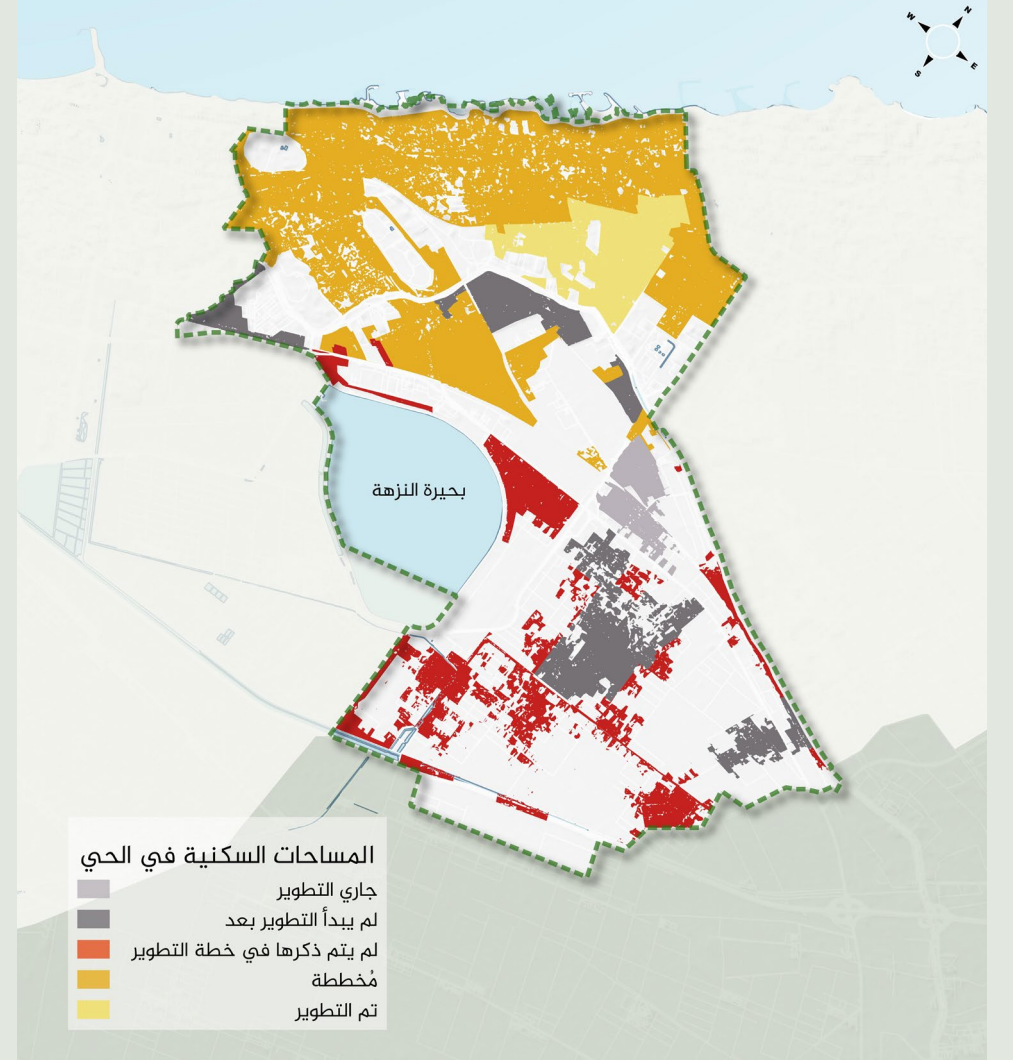 N
W
E
S
بحيرة النزهة
المساحات السكنية في الحي
جاري التطوير
لم يبدأ التطوير بعد
لم يتم ذكرها في خطة التطوير
مُخططة
تم التطوير